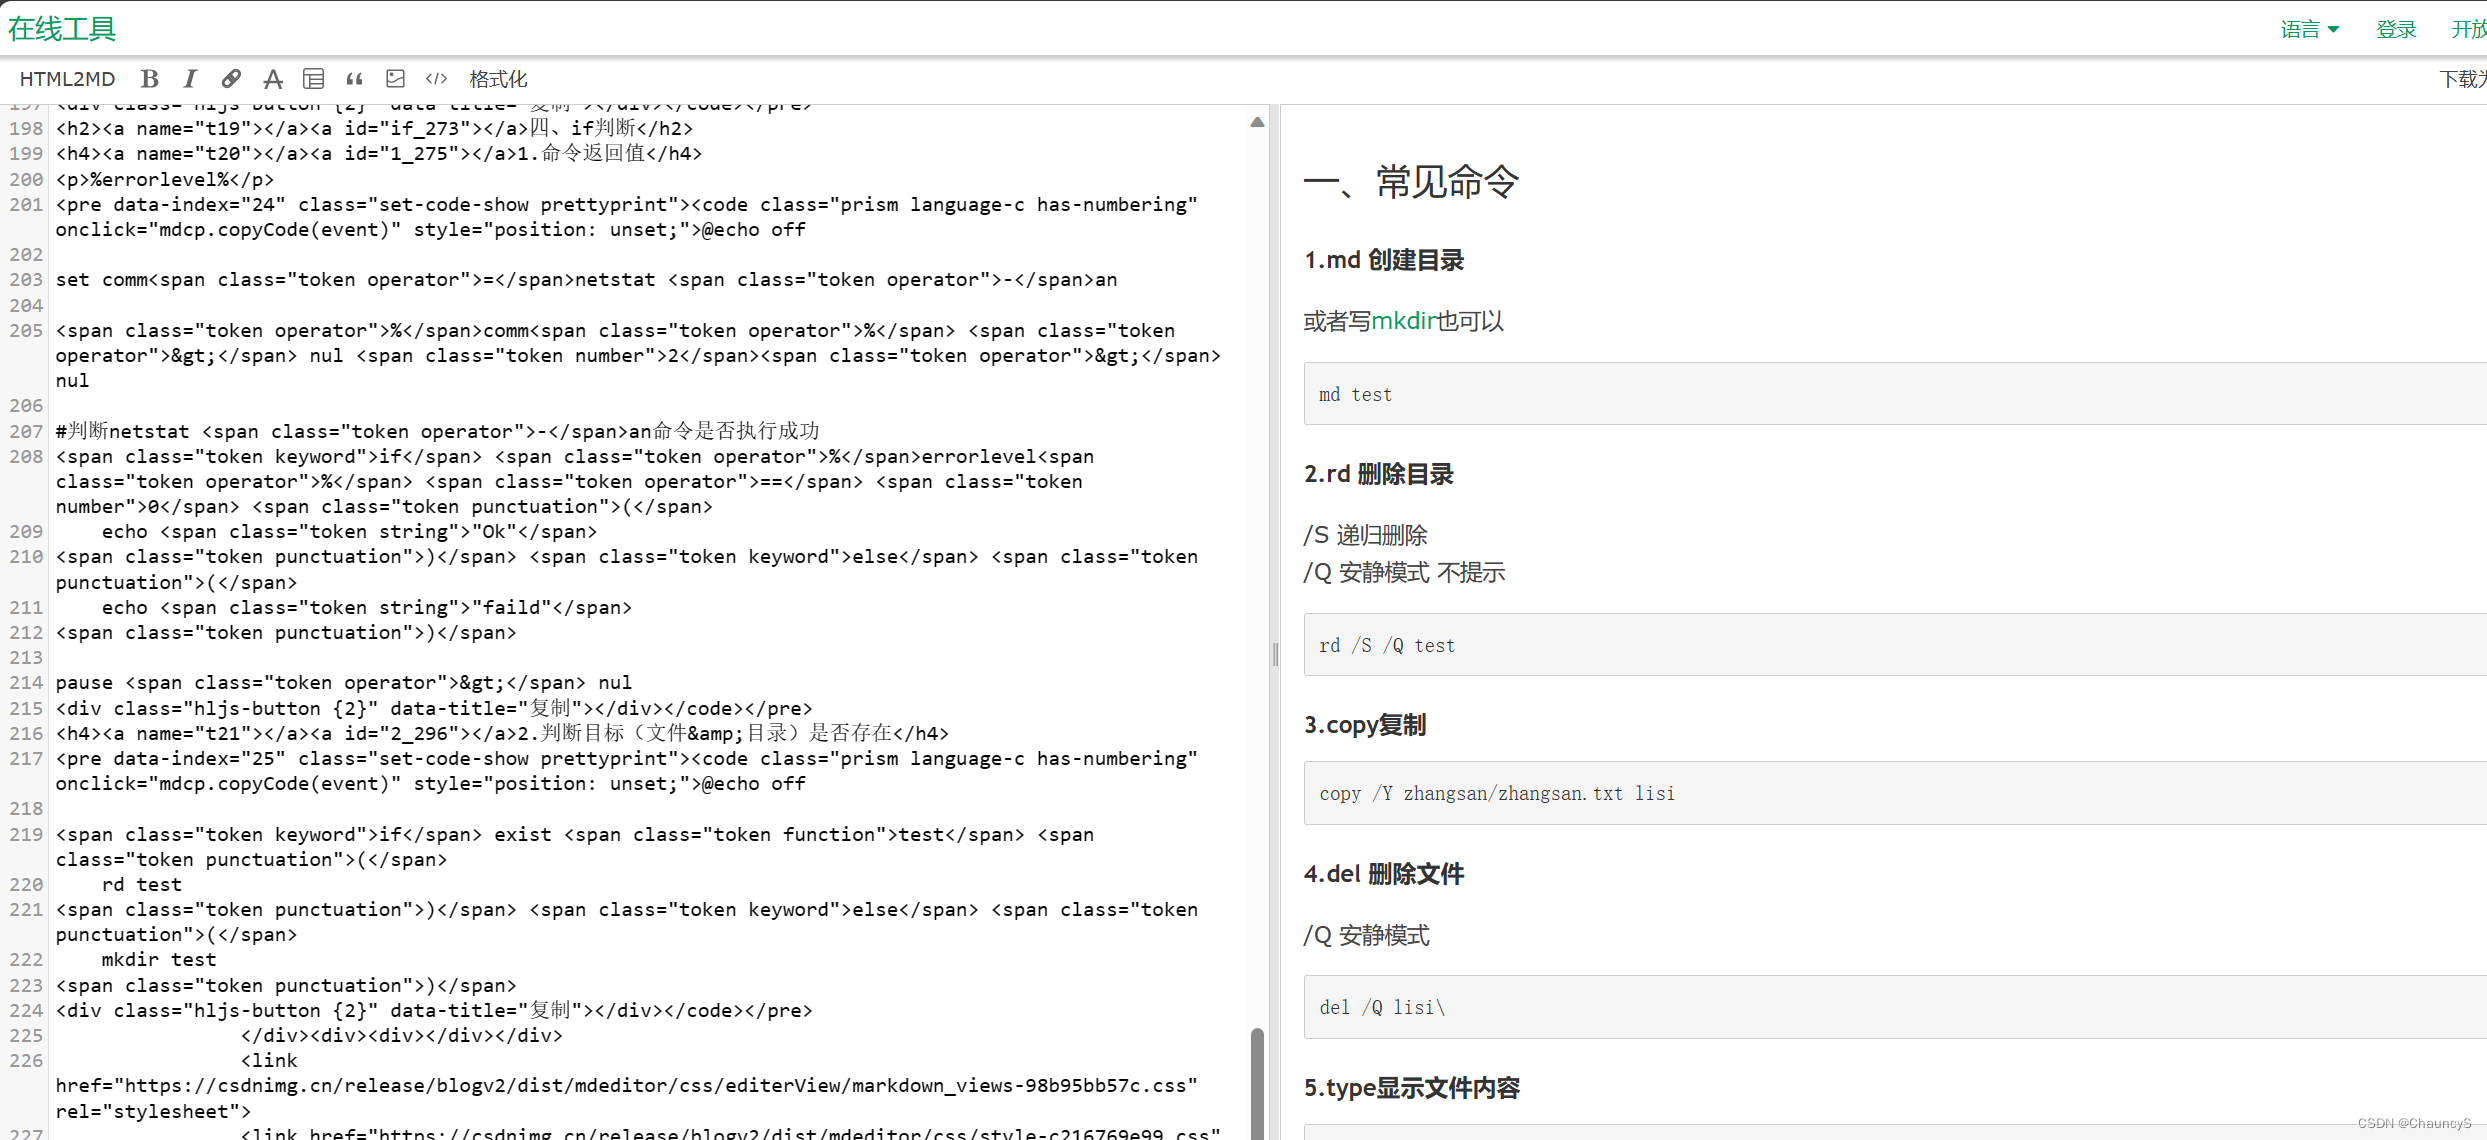 在线工具
语言
登录
开放
HTML2MD
格式化
下载为
197 <div class="hljs-button {2}" data-title="复制"></div></code></pre>
198 <h2><a name="t19"></a><a id="if_273"></a>四、if判断</h2>
199 <h4><a name="t20"></a><a id="1_275"></a>1.命令返回值</h4>
200 <p>%errorlevel%</p>
201 <pre data-index="24" class="set-code-show prettyprint"><code class="prism language-c has-numbering"
onclick="mdcp.copyCode(event)" style="position: unset;">@echo off
202
203 set comm<span class="token operator">=</span>netstat <span class="token operator">-</span>an
204
205 <span class="token operator">%</span>comm<span class="token operator">%</span> <span class="token
operator">&gt;</span> nul <span class="token number">2</span><span class="token operator">&gt;</span>
nul
206
207 #判断netstat <span class="token operator">-</span>an命令是否执行成功
208 <span class="token keyword">if</span> <span class="token operator">%</span>errorlevel<span
class="token operator">%</span> <span class="token operator">==</span> <span class="token
number">0</span> <span class="token punctuation">(</span>
209     echo <span class="token string">"Ok"</span>
210 <span class="token punctuation">)</span> <span class="token keyword">else</span> <span class="token
punctuation">(</span>
211     echo <span class="token string">"faild"</span>
212 <span class="token punctuation">)</span>
213
214 pause <span class="token operator">&gt;</span> nul
215 <div class="hljs-button {2}" data-title="复制"></div></code></pre>
216 <h4><a name="t21"></a><a id="2_296"></a>2.判断目标（文件&amp;目录）是否存在</h4>
217 <pre data-index="25" class="set-code-show prettyprint"><code class="prism language-c has-numbering"
onclick="mdcp.copyCode(event)" style="position: unset;">@echo off
218
219 <span class="token keyword">if</span> exist <span class="token function">test</span> <span
class="token punctuation">(</span>
220     rd test
221 <span class="token punctuation">)</span> <span class="token keyword">else</span> <span class="token
punctuation">(</span>
222     mkdir test
223 <span class="token punctuation">)</span>
224 <div class="hljs-button {2}" data-title="复制"></div></code></pre>
225                 </div><div><div></div></div>
226                 <link
href="https://csdnimg.cn/release/blogv2/dist/mdeditor/css/editerView/markdown_views-98b95bb57c.css"
rel="stylesheet">
227                 <link href="https://csdnimg.cn/release/blogv2/dist/mdeditor/css/style-c216769e99.css"
一、常见命令
1.md 创建目录
或者写mkdir也可以
md test
2.rd 删除目录
/S 递归删除
/Q 安静模式 不提示
rd /S /Q test
3.copy复制
copy /Y zhangsan/zhangsan.txt lisi
4.del 删除文件
/Q 安静模式
del /Q lisi\
5.type显示文件内容
CSDN @ChauncyS